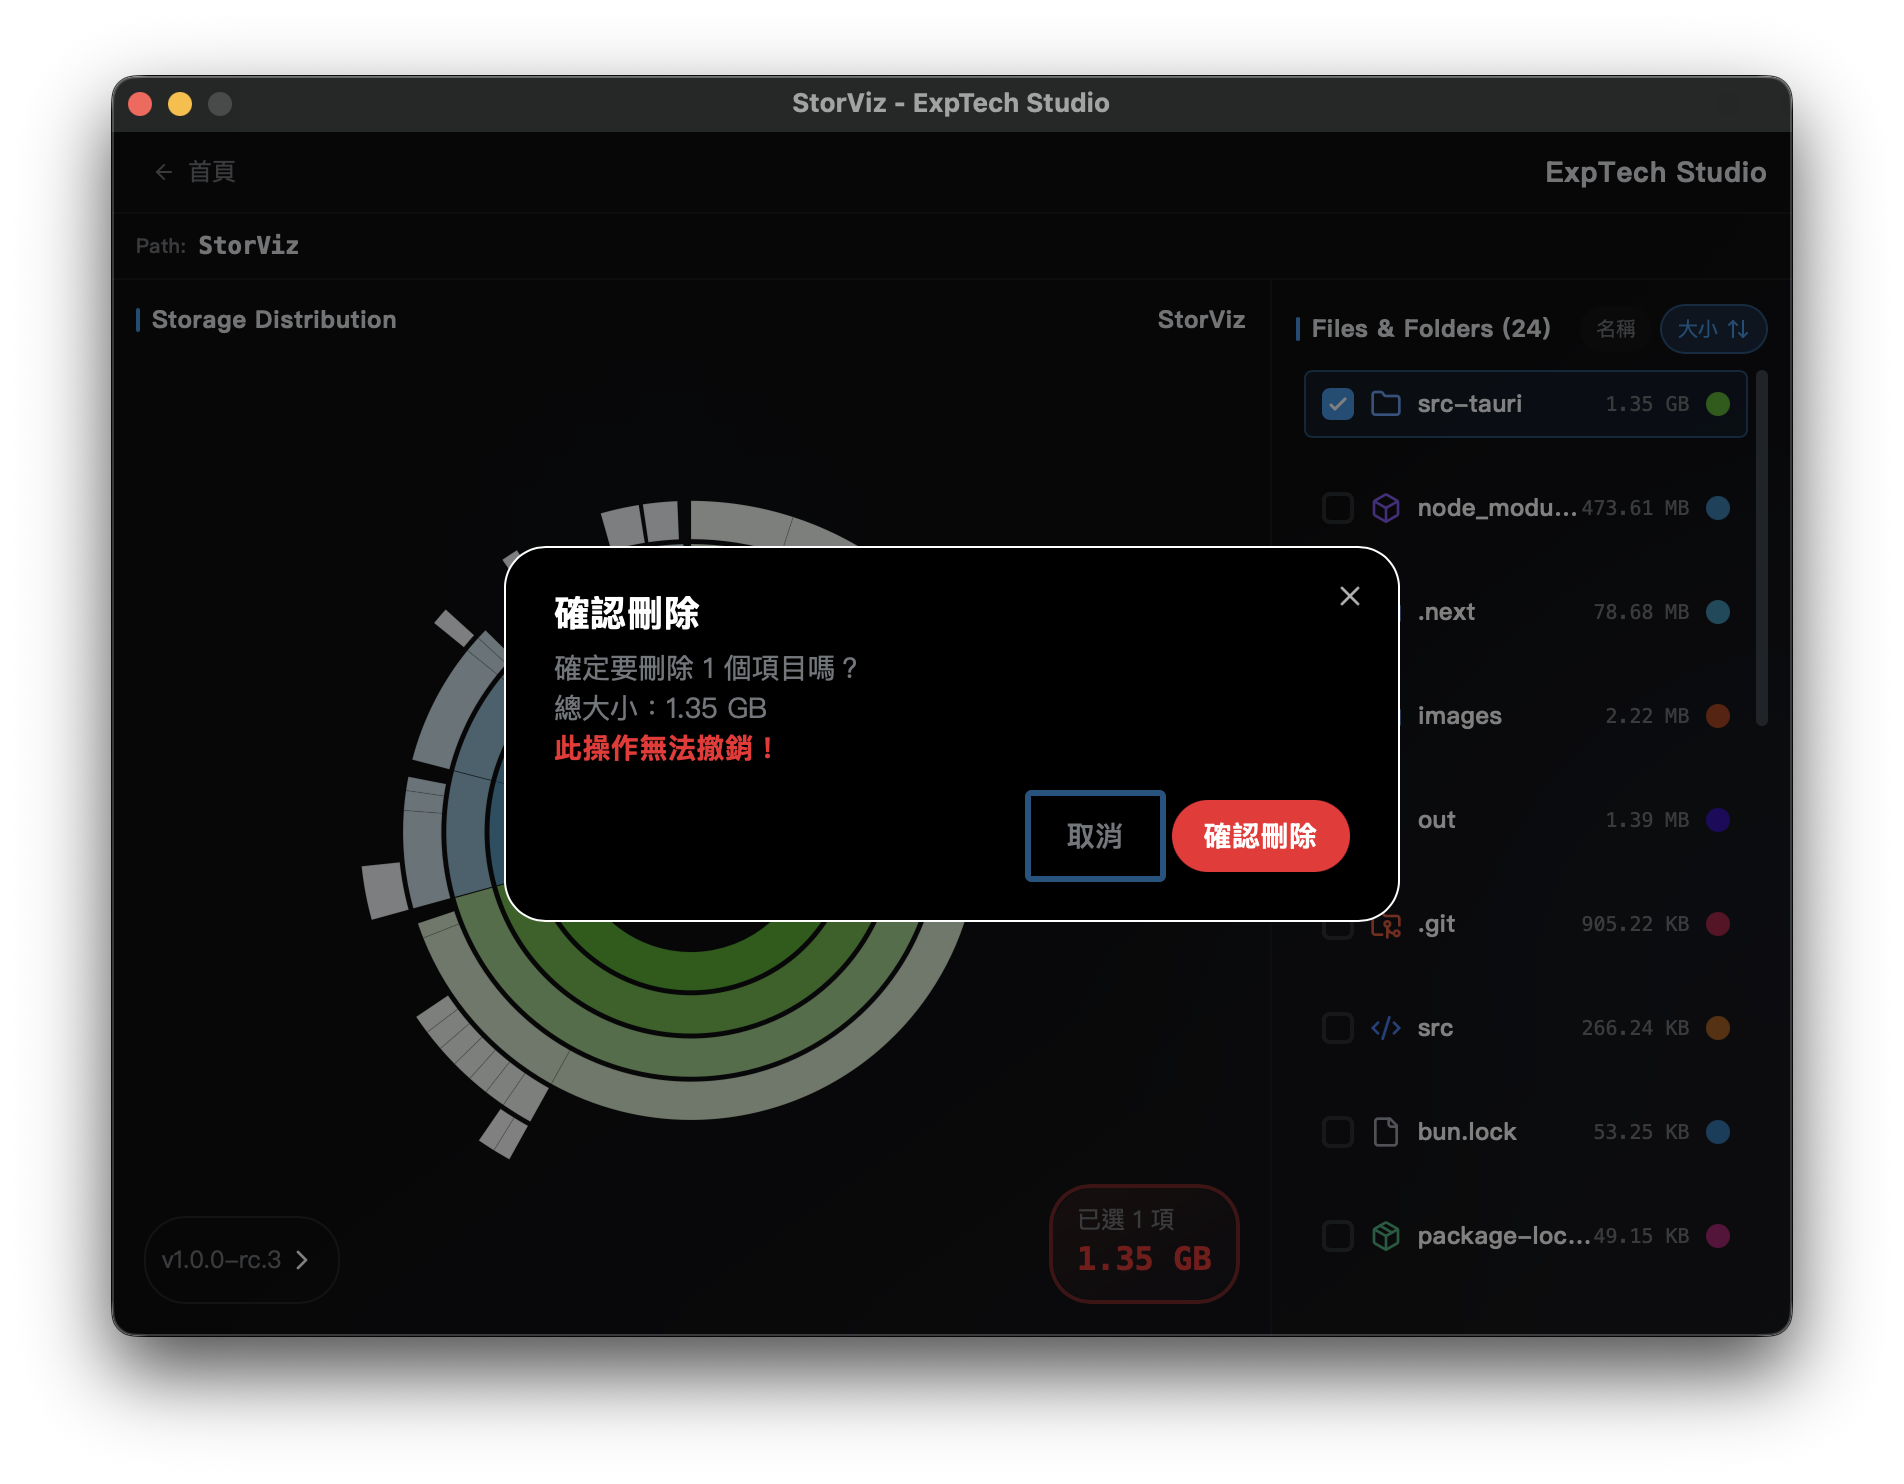 StorViz - ExpTech Studio
← 首頁
ExpTech Studio
Path: StorViz
Storage Distribution
StorViz
Files & Folders (24)
名稱
大小
src-tauri 1.35 GB
node_modu... 473.61 MB
.next 78.68 MB
images 2.22 MB
out 1.39 MB
.git 905.22 KB
src 266.24 KB
bun.lock 53.25 KB
package-loc... 49.15 KB
確認刪除
確定要刪除 1 個項目嗎？
總大小：1.35 GB
此操作無法撤銷！
取消
確認刪除
已選 1 項
1.35 GB
v1.0.0-rc.3